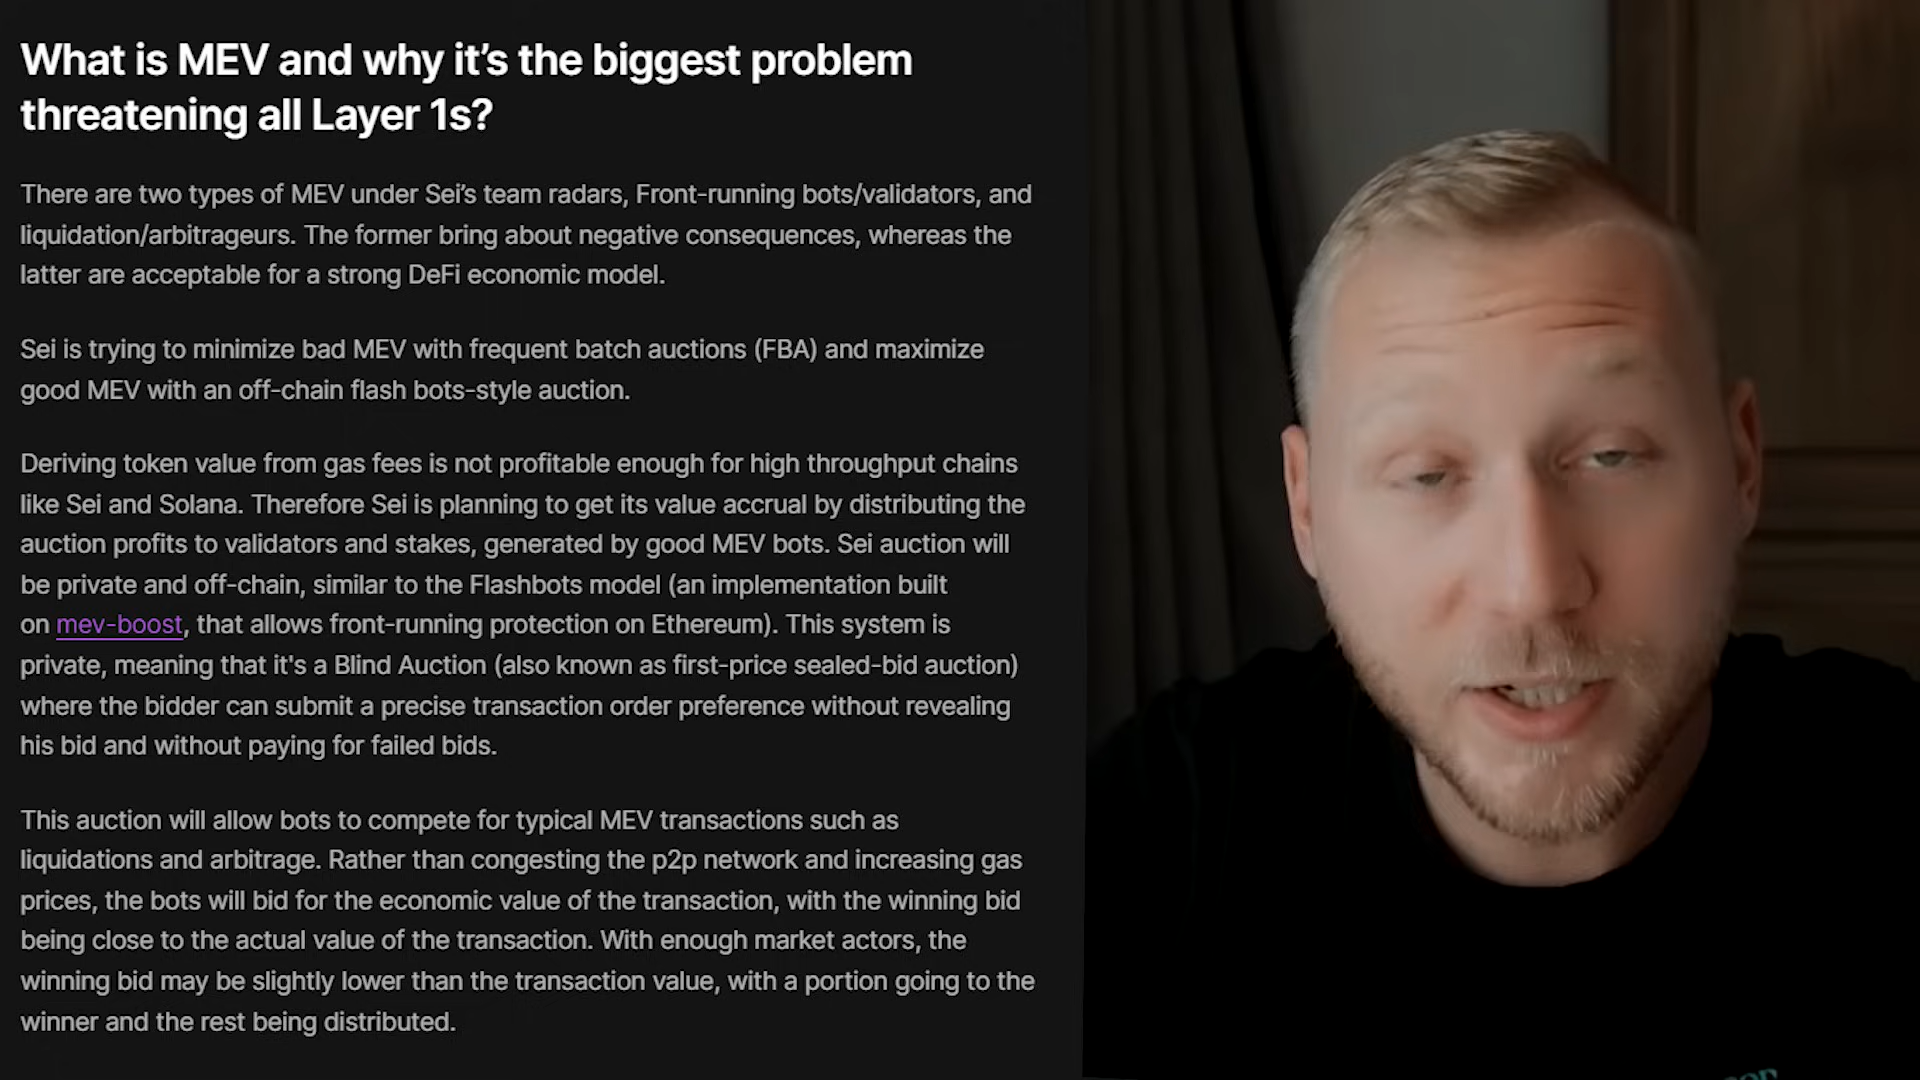 What is MEV and why it’s the biggest problem
threatening all Layer 1s?
There are two types of MEV under Sei’s team radars, Front-running bots/validators, and
liquidation/arbitrageurs. The former bring about negative consequences, whereas the
latter are acceptable for a strong DeFi economic model.
Sei is trying to minimize bad MEV with frequent batch auctions (FBA) and maximize
good MEV with an off-chain flash bots-style auction.
Deriving token value from gas fees is not profitable enough for high throughput chains
like Sei and Solana. Therefore Sei is planning to get its value accrual by distributing the
auction profits to validators and stakes, generated by good MEV bots. Sei auction will
be private and off-chain, similar to the Flashbots model (an implementation built
on mev-boost, that allows front-running protection on Ethereum). This system is
private, meaning that it's a Blind Auction (also known as first-price sealed-bid auction)
where the bidder can submit a precise transaction order preference without revealing
his bid and without paying for failed bids.
This auction will allow bots to compete for typical MEV transactions such as
liquidations and arbitrage. Rather than congesting the p2p network and increasing gas
prices, the bots will bid for the economic value of the transaction, with the winning bid
being close to the actual value of the transaction. With enough market actors, the
winning bid may be slightly lower than the transaction value, with a portion going to the
winner and the rest being distributed.